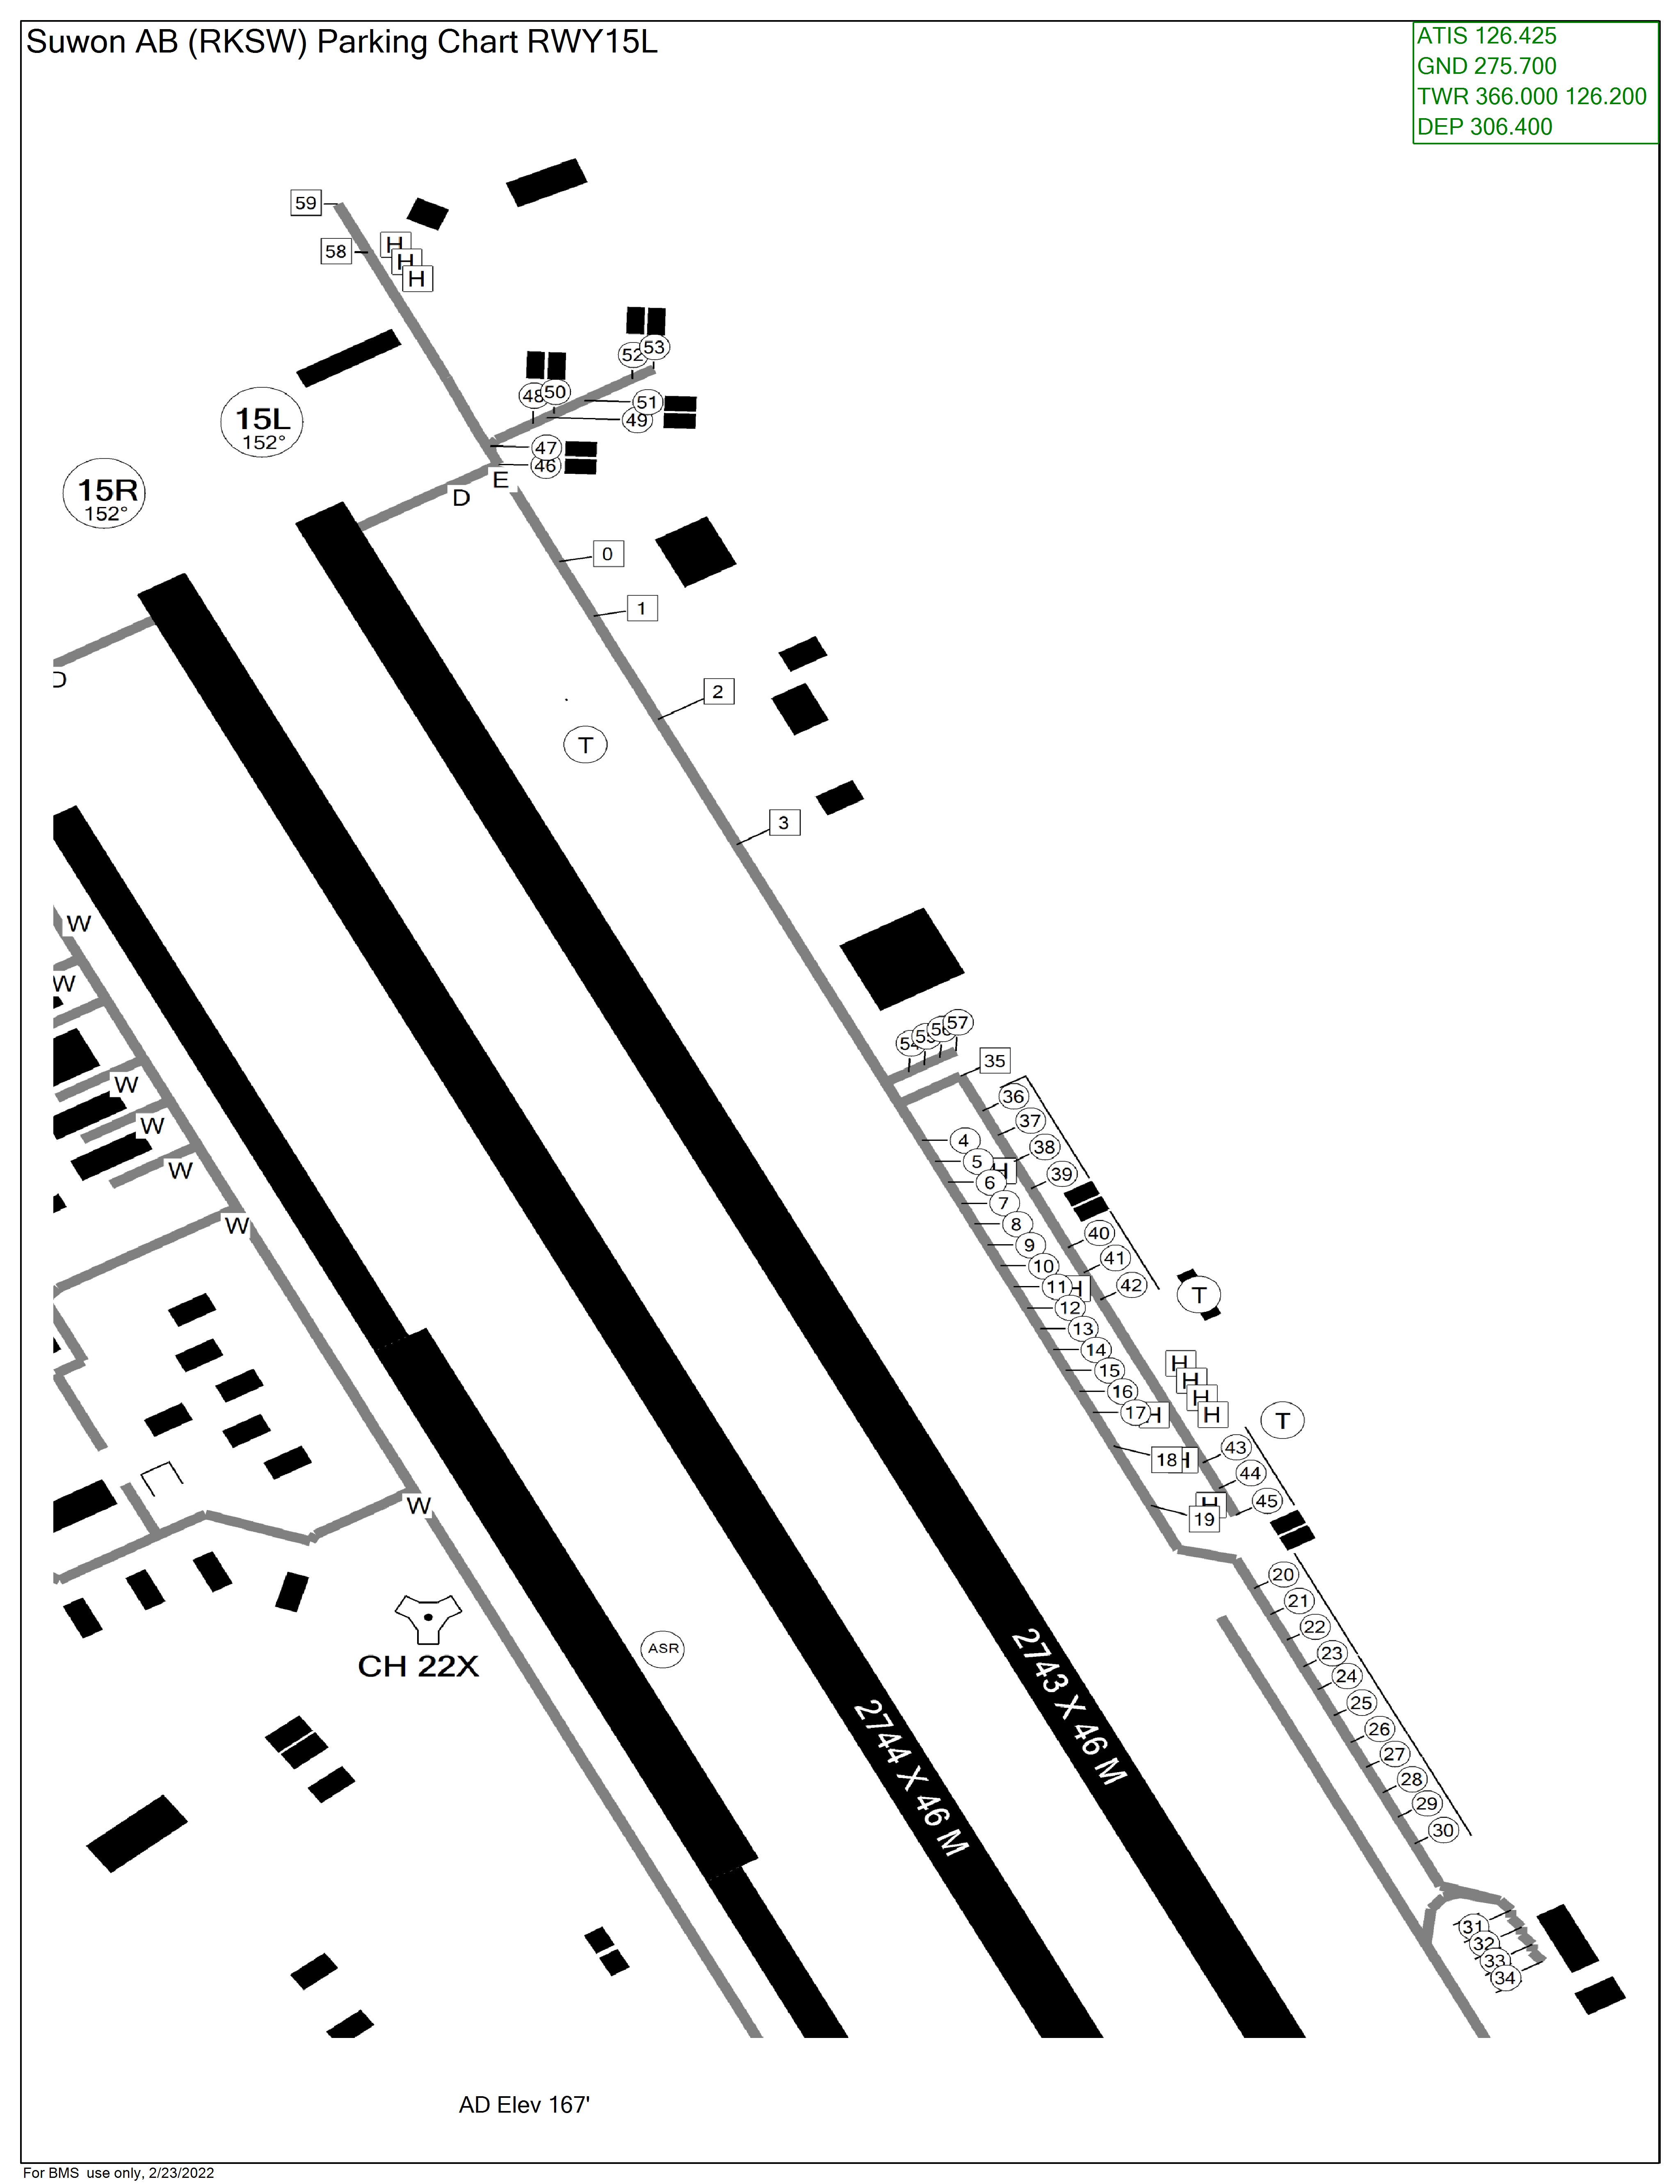 Suwon AB (RKSW) Parking Chart RWY15L
ATIS 126.425
GND 275.700
TWR 366.000 126.200
DEP 306.400
59
58
H
H
H
52
53
48
50
51
49
15L
152°
47
46
E
D
15R
152°
0
1
D
2
T
3
W
W
54
55
56
57
35
36
W
37
W
4
38
5
H
W
39
6
7
8
W
40
9
41
10
42
11
H
T
12
13
14
H
15
H
16
H
17
H
H
T
43
18
H
44
45
W
H
19
20
21
22
ASR
23
CH 22X
24
25
2743 X 46 M
26
2744 X 46 M
27
28
29
30
31
32
33
34
AD Elev 167'
For BMS use only, 2/23/2022